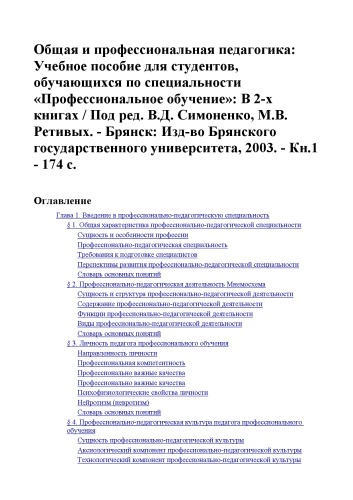 Общая и профессиональная педагогика:
Учебное пособие для студентов,
обучающихся по специальности
«Профессиональное обучение»: В 2-х
книгах / Под ред. В.Д. Симоненко, М.В.
Ретивых. - Брянск: Изд-во Брянского
государственного университета, 2003. - Кн.1
- 174 с.
Оглавление
Глава 1. Введение в профессионально-педагогическую специальность
§ 1. Общая характеристика профессионально-педагогической специальности
Сущность и особенности профессии
Профессионально-педагогическая специальность
Требования к подготовке специалистов
Перспективы развития профессионально-педагогической специальности
Словарь основных понятий
§ 2. Профессионально-педагогическая деятельность Мнемосхема
Сущность и структура профессионально-педагогической деятельности
Содержание профессионально-педагогической деятельности
Функции профессионально-педагогической деятельности
Виды профессионально-педагогической деятельности
Словарь основных понятий
§ 3. Личность педагога профессионального обучения
Направленность личности
Профессиональная компетентность
Профессионально важные качества
Профессионально важные качества
Психофизиологические свойства личности
Нейротизм (невротизм)
Словарь основных понятий
§ 4. Профессионально-педагогическая культура педагога профессионального
обучения
Сущность профессионально-педагогической культуры
Аксиологический компонент профессионально-педагогической культуры
Технологический компонент профессионально-педагогической культуры